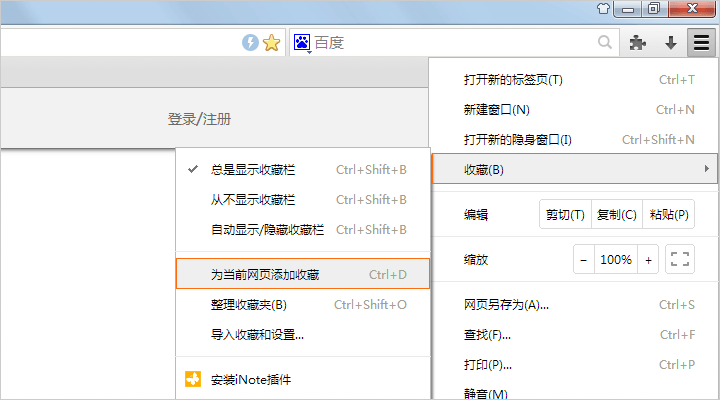 百度
登录/注册
打开新的标签页(T) Ctrl+T
新建窗口(N) Ctrl+N
打开新的隐身窗口(I) Ctrl+Shift+N
收藏(B)
编辑 剪切(T) 复制(C) 粘贴(P)
缩放 − 100% +
网页另存为(A)... Ctrl+S
查找(F)... Ctrl+F
打印(P)... Ctrl+P
静音(M)
总是显示收藏栏 Ctrl+Shift+B
从不显示收藏栏 Ctrl+Shift+B
自动显示/隐藏收藏栏 Ctrl+Shift+B
为当前网页添加收藏 Ctrl+D
整理收藏夹(B) Ctrl+Shift+O
导入收藏和设置...
安装iNote插件